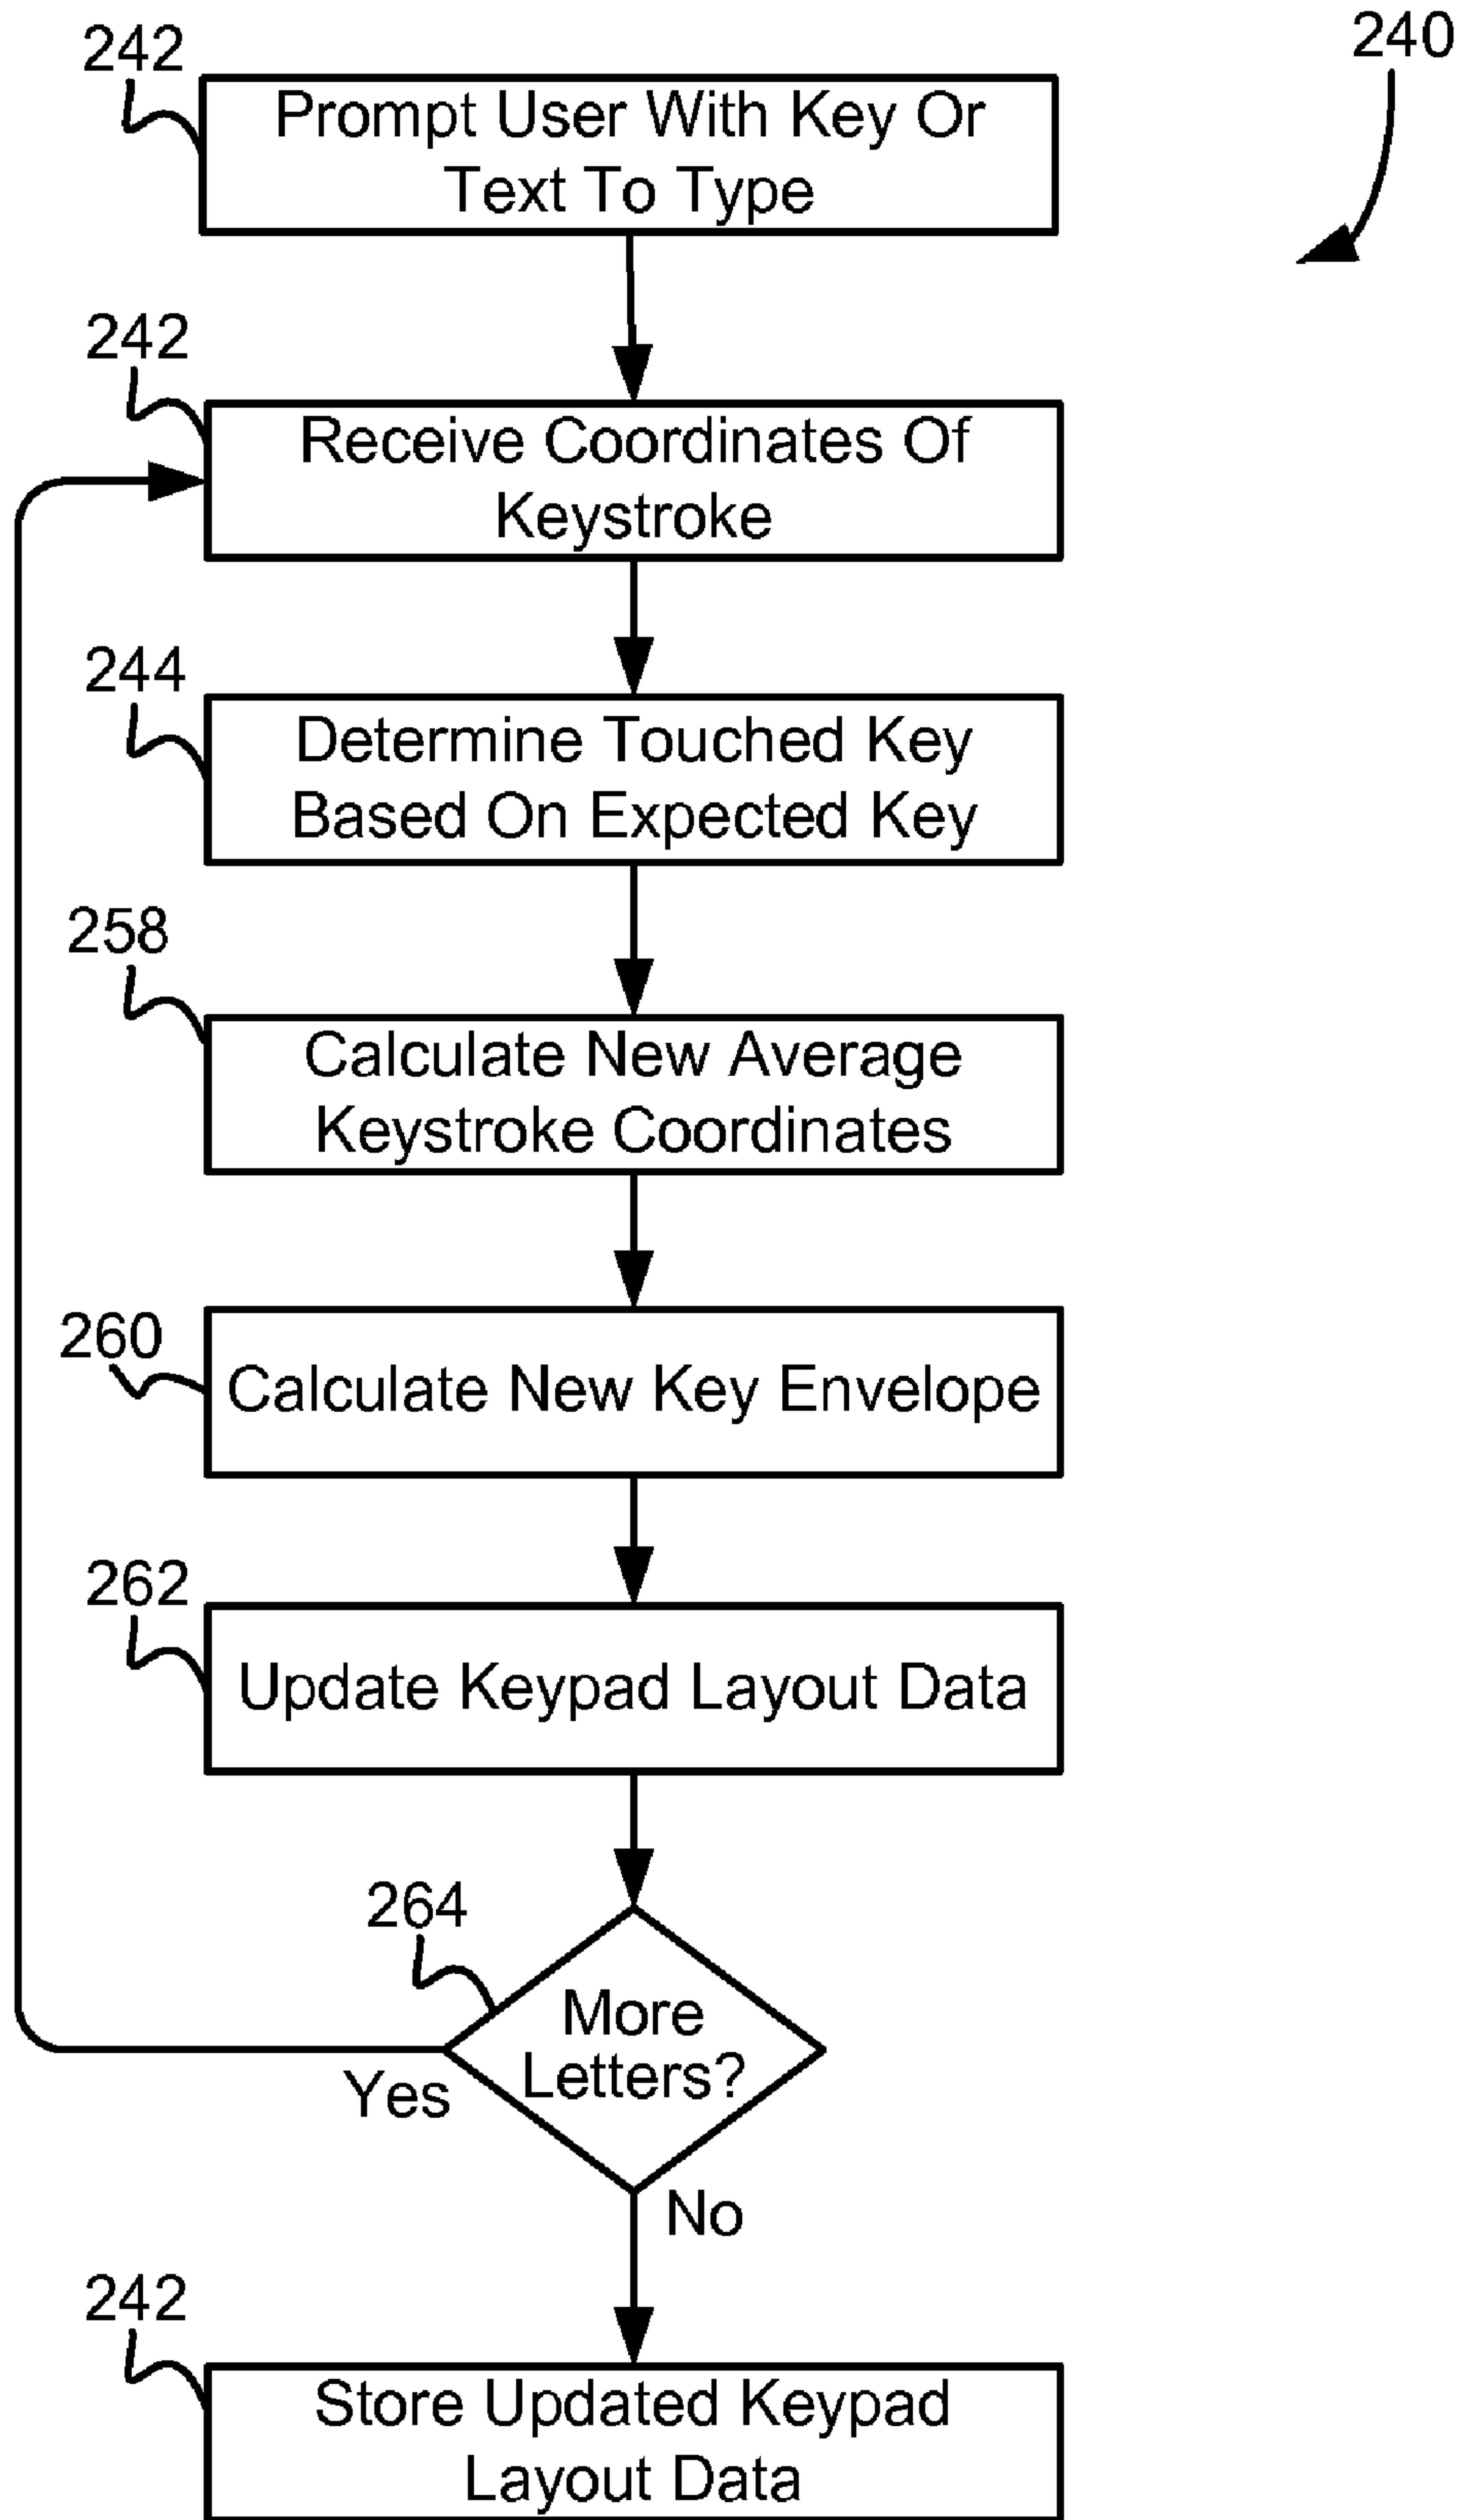 242
240
Prompt User With Key Or
Text To Type
242
Receive Coordinates Of
Keystroke
244
Determine Touched Key
Based On Expected Key
258
Calculate New Average
Keystroke Coordinates
260
Calculate New Key Envelope
262
Update Keypad Layout Data
264
More
Letters?
Yes
No
242
Store Updated Keypad
Layout Data